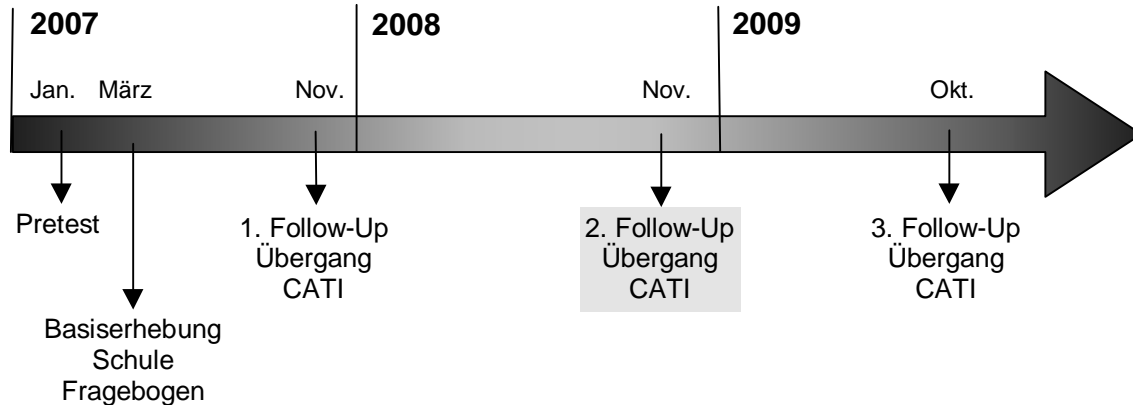 2007
2008
2009
Jan.
März
Nov.
Nov.
Okt.
Pretest
Basiserhebung
Schule
Fragebogen
1. Follow-Up
Übergang
CATI
2. Follow-Up
Übergang
CATI
3. Follow-Up
Übergang
CATI